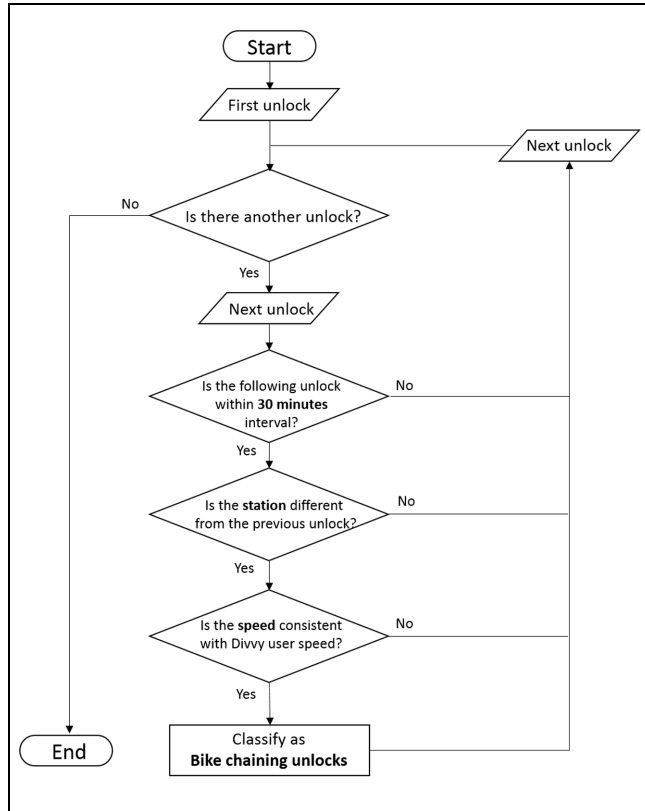 Start
First unlock
Next unlock
No
Is there another unlock?
Yes
Next unlock
Is the following unlock
within 30 minutes
interval?
No
Yes
Is the station different
from the previous unlock?
No
Yes
Is the speed consistent
with Divvy user speed?
No
Yes
Classify as
Bike chaining unlocks
End